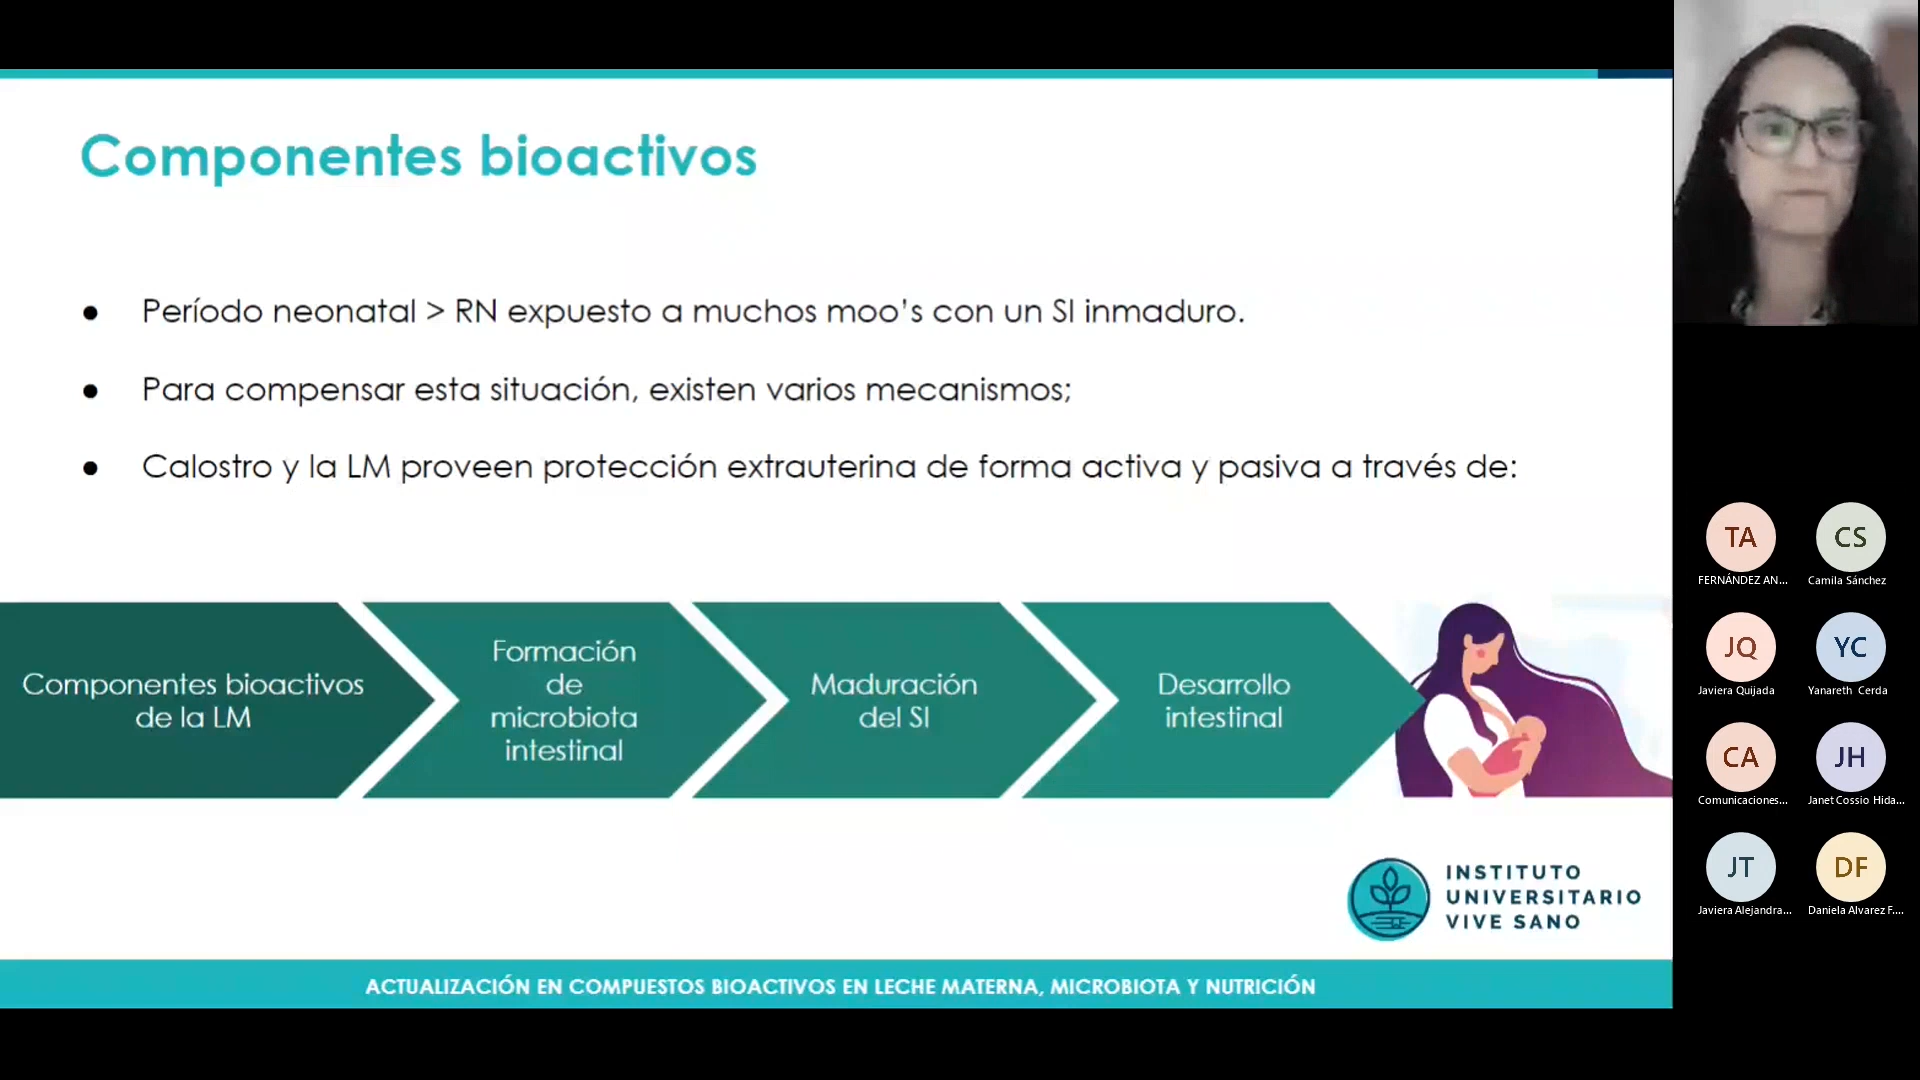 Componentes bioactivos
● Período neonatal > RN expuesto a muchos moo's con un SI inmaduro.
● Para compensar esta situación, existen varios mecanismos;
● Calostro y la LM proveen protección extrauterina de forma activa y pasiva a través de:
Componentes bioactivos
de la LM
Formación
de
microbiota
intestinal
Maduración
del SI
Desarrollo
intestinal
INSTITUTO
UNIVERSITARIO
VIVE SANO
ACTUALIZACIÓN EN COMPUESTOS BIOACTIVOS EN LECHE MATERNA, MICROBIOTA Y NUTRICIÓN
TA
FERNÁNDEZ AN...
CS
Camila Sánchez
JQ
Javiera Quijada
YC
Yanareth Cerda
CA
Comunicaciones...
JH
Janet Cossio Hida...
JT
Javiera Alejandra...
DF
Daniela Alvarez F....